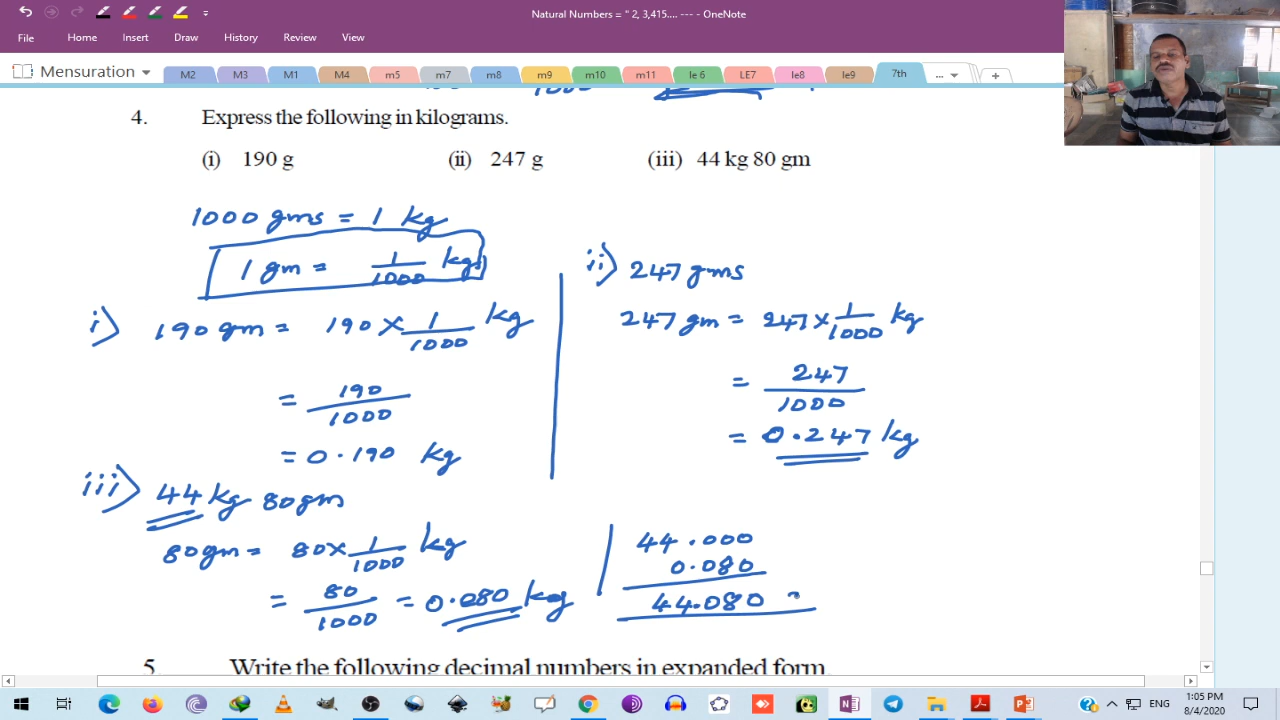 Natural Numbers = " 2, 3,415.... --- - OneNote
File Home Insert Draw History Review View
Mensuration M2 M3 M1 M4 m5 m7 m8 m9 m10 m11 le 6 LE7 le8 le9 7th ... +
4. Express the following in kilograms.
(i) 190 g (ii) 247 g (iii) 44 kg 80 gm
1000 gms = 1 kg
1 gm = 1/1000 kgs
i) 190 gm = 190 × 1/1000 kg
= 190/1000
= 0.190 kg
ii) 247 gms
247 gm = 247 × 1/1000 kg
= 247/1000
= 0.247 kg
iii) 44 kg 80 gm
80 gm = 80 × 1/1000 kg
= 80/1000 = 0.080 kg
44.000
0.080
44.080
5. Write the following decimal numbers in expanded form.
ENG 1:05 PM
8/4/2020